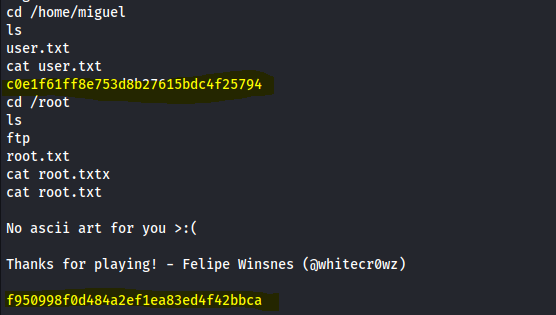 cd /home/miguel
ls
user.txt
cat user.txt
c0e1f61ff8e753d8b27615bdc4f25794
cd /root
ls
ftp
root.txt
cat root.txtx
cat root.txt
No ascii art for you >:(
Thanks for playing! - Felipe Winsnes (@whitecr0wz)
f950998f0d484a2ef1ea83ed4f42bbca